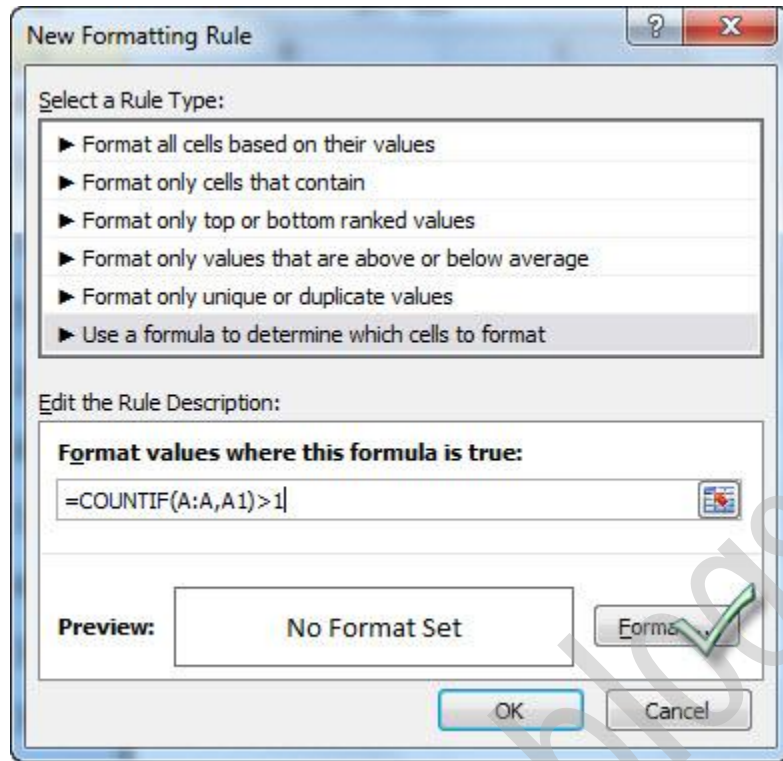 New Formatting Rule
?
X
Select a Rule Type:
► Format all cells based on their values
► Format only cells that contain
► Format only top or bottom ranked values
► Format only values that are above or below average
► Format only unique or duplicate values
► Use a formula to determine which cells to format
Edit the Rule Description:
Format values where this formula is true:
=COUNTIF(A:A,A1)>1
Preview:
No Format Set
OK
Cancel